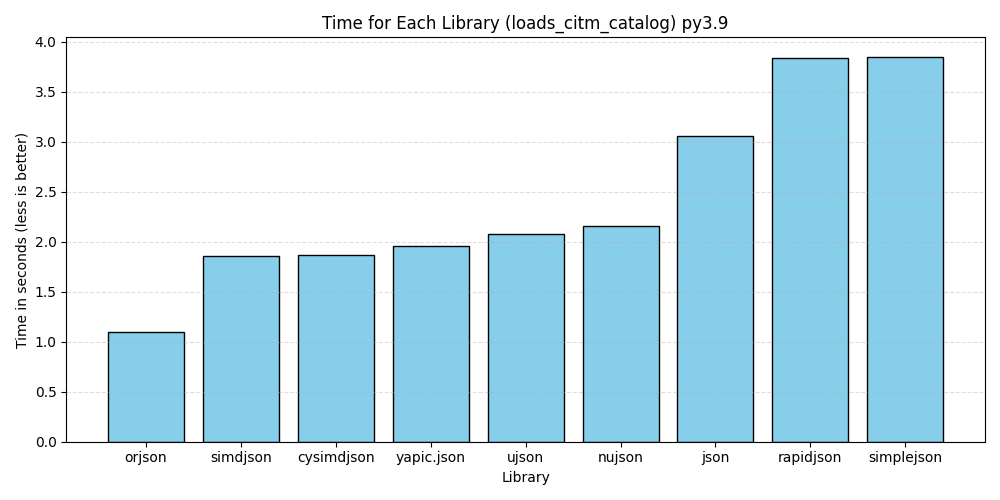 Time for Each Library (loads_citm_catalog) py3.9
Time in seconds (less is better)
4.0
3.5
3.0
2.5
2.0
1.5
1.0
0.5
0.0
orjson simdjson cysimdjson yapic.json ujson nujson json rapidjson simplejson
Library